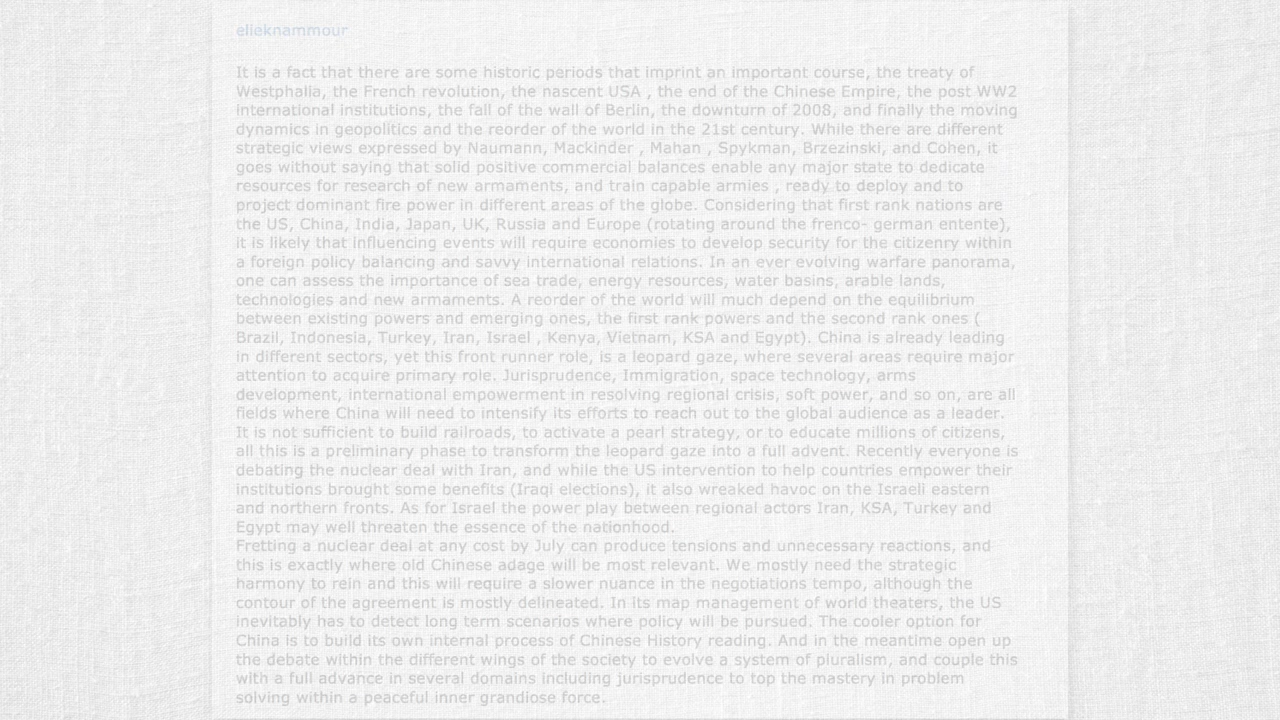 elieknammour
It is a fact that there are some historic periods that imprint an important course, the treaty of
Westphalia, the French revolution, the nascent USA , the end of the Chinese Empire, the post WW2
international institutions, the fall of the wall of Berlin, the downturn of 2008, and finally the moving
dynamics in geopolitics and the reorder of the world in the 21st century. While there are different
strategic views expressed by Naumann, Mackinder , Mahan , Spykman, Brzezinski, and Cohen, it
goes without saying that solid positive commercial balances enable any major state to dedicate
resources for research of new armaments, and train capable armies , ready to deploy and to
project dominant fire power in different areas of the globe. Considering that first rank nations are
the US, China, India, Japan, UK, Russia and Europe (rotating around the frenco- german entente),
it is likely that influencing events will require economies to develop security for the citizenry within
a foreign policy balancing and savvy international relations. In an ever evolving warfare panorama,
one can assess the importance of sea trade, energy resources, water basins, arable lands,
technologies and new armaments. A reorder of the world will much depend on the equilibrium
between existing powers and emerging ones, the first rank powers and the second rank ones (
Brazil, Indonesia, Turkey, Iran, Israel , Kenya, Vietnam, KSA and Egypt). China is already leading
in different sectors, yet this front runner role, is a leopard gaze, where several areas require major
attention to acquire primary role. Jurisprudence, Immigration, space technology, arms
development, international empowerment in resolving regional crisis, soft power, and so on, are all
fields where China will need to intensify its efforts to reach out to the global audience as a leader.
It is not sufficient to build railroads, to activate a pearl strategy, or to educate millions of citizens,
all this is a preliminary phase to transform the leopard gaze into a full advent. Recently everyone is
debating the nuclear deal with Iran, and while the US intervention to help countries empower their
institutions brought some benefits (Iraqi elections), it also wreaked havoc on the Israeli eastern
and northern fronts. As for Israel the power play between regional actors Iran, KSA, Turkey and
Egypt may well threaten the essence of the nationhood.
Fretting a nuclear deal at any cost by July can produce tensions and unnecessary reactions, and
this is exactly where old Chinese adage will be most relevant. We mostly need the strategic
harmony to rein and this will require a slower nuance in the negotiations tempo, although the
contour of the agreement is mostly delineated. In its map management of world theaters, the US
inevitably has to detect long term scenarios where policy will be pursued. The cooler option for
China is to build its own internal process of Chinese History reading. And in the meantime open up
the debate within the different wings of the society to evolve a system of pluralism, and couple this
with a full advance in several domains including jurisprudence to top the mastery in problem
solving within a peaceful inner grandiose force.